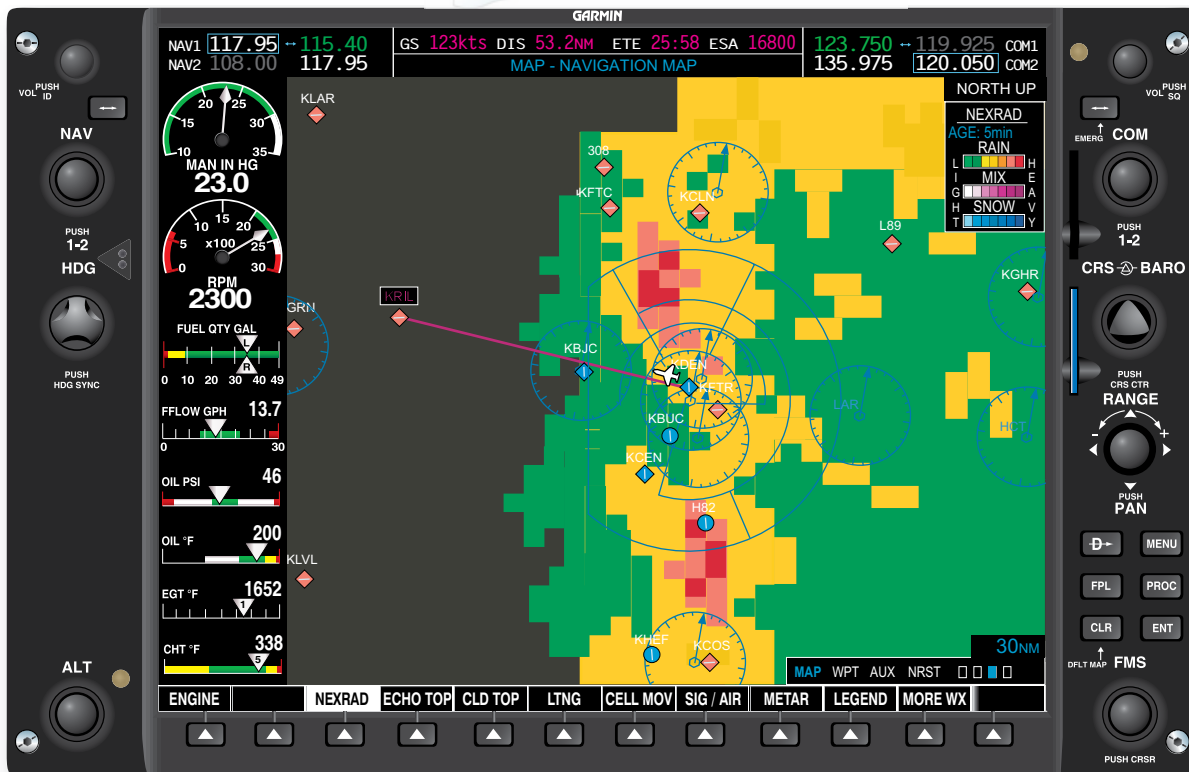 GARMIN
NAV1 117.95 ↔ 115.40
NAV2 108.00 117.95
GS 123kts DIS 53.2NM ETE 25:58 ESA 16800
MAP - NAVIGATION MAP
123.750 ↔ 119.925 COM1
135.975 120.050 COM2
VOL PUSH ID
NAV
PUSH
1-2
HDG
PUSH
HDG SYNC
ALT
20 25
15 30
10 35
MAN IN HG
23.0
10 15 20
5 x100 25
0 30
RPM
2300
FUEL QTY GAL
L
R
0 10 20 30 40 49
FFLOW GPH 13.7
0 30
OIL PSI 46
OIL °F 200
EGT °F 1652
1
CHT °F 338
5
KLAR
308
KFTC
KCLN
L89
KGHR
GRN
KRIL
KBJC
KDEN
KFTR
LAR
HCT
KBUC
KCEN
H82
KLVL
KHEF
KCOS
NORTH UP
NEXRAD
AGE: 5min
RAIN
L H
I MIX E
G A
H SNOW V
T Y
30NM
MAP WPT AUX NRST
ENGINE NEXRAD ECHO TOP CLD TOP LTNG CELL MOV SIG / AIR METAR LEGEND MORE WX
VOL PUSH SQ
EMERG
COM
PUSH
1-2
CRS BARO
PUSH
CRS CTR
RANGE
- +
PUSH
PAN
D MENU
FPL PROC
CLR ENT
DFLT MAP FMS
PUSH CRSR